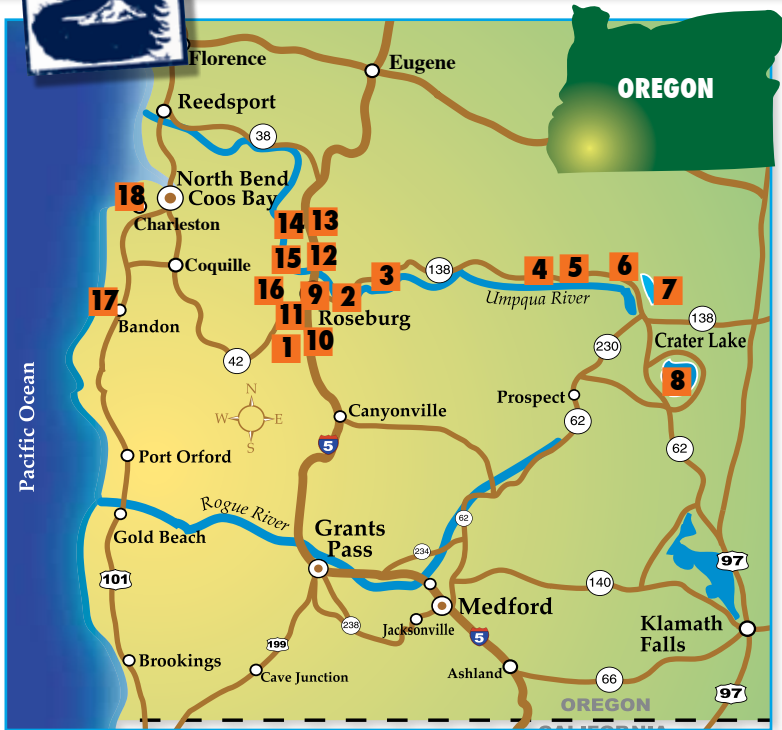 Florence
Eugene
OREGON
Reedsport
38
North Bend
Coos Bay
18
Charleston
14
13
Coquille
15
12
3
138
4
5
6
7
16
9
2
Umpqua River
17
Bandon
11
Roseburg
138
1
10
230
Crater Lake
42
8
N
W
E
S
Prospect
Canyonville
62
5
62
Pacific Ocean
Port Orford
Rogue River
Gold Beach
Grants
Pass
62
234
97
101
140
Medford
Jacksonville
238
5
Klamath
Falls
199
Brookings
Cave Junction
Ashland
66
97
OREGON
CALIFORNIA